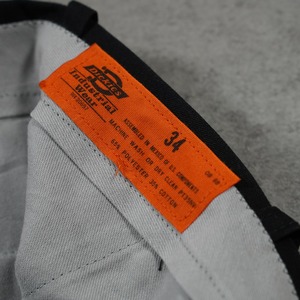 DICKIES
Industrial
Wear
34
ASSEMBLED IN MEXICO OF U.S. COMPONENTS
MACHINE WASH OR DRY CLEAN
65% POLYESTER 35% COTTON